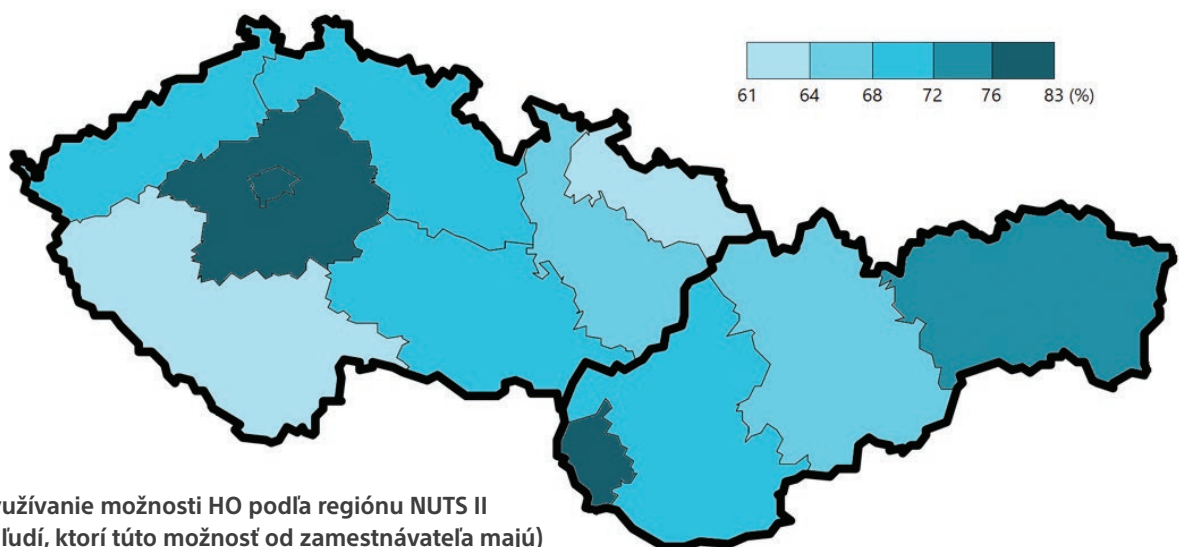 61 64 68 72 76 83 (%)
užívanie možnosti HO podľa regiónu NUTS II
ľudí, ktorí túto možnosť od zamestnávateľa majú)